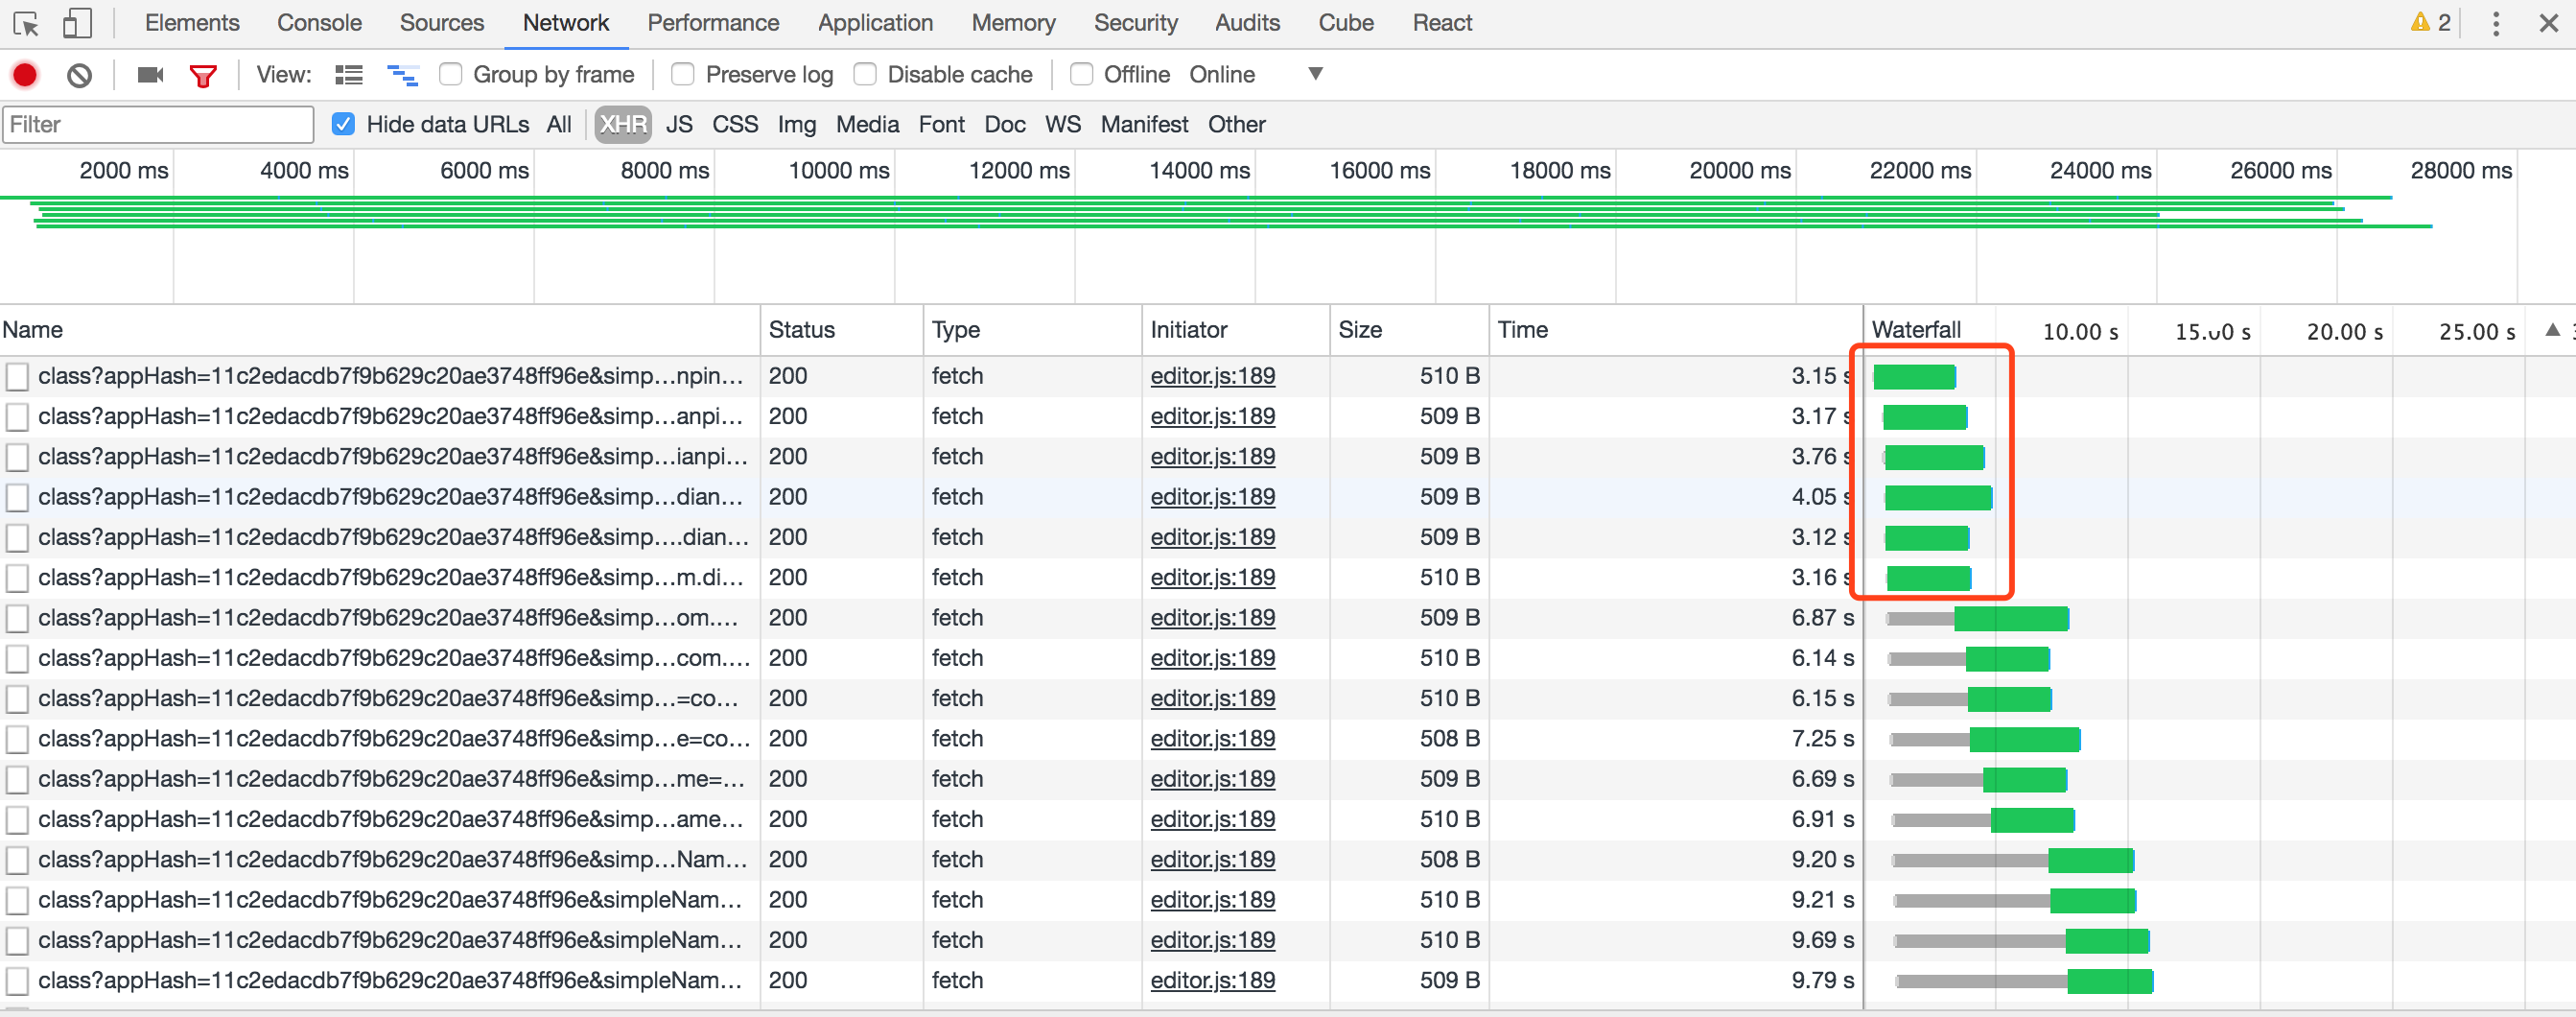 Elements Console Sources Network Performance Application Memory Security Audits Cube React 2
View: Group by frame Preserve log Disable cache Offline Online
Filter Hide data URLs All XHR JS CSS Img Media Font Doc WS Manifest Other
2000 ms 4000 ms 6000 ms 8000 ms 10000 ms 12000 ms 14000 ms 16000 ms 18000 ms 20000 ms 22000 ms 24000 ms 26000 ms 28000 ms
Name Status Type Initiator Size Time Waterfall 10.00 s 15.00 s 20.00 s 25.00 s
class?appHash=11c2edacdb7f9b629c20ae3748ff96e&simp…npin… 200 fetch editor.js:189 510 B 3.15 s
class?appHash=11c2edacdb7f9b629c20ae3748ff96e&simp…anpi… 200 fetch editor.js:189 509 B 3.17 s
class?appHash=11c2edacdb7f9b629c20ae3748ff96e&simp…ianpi… 200 fetch editor.js:189 509 B 3.76 s
class?appHash=11c2edacdb7f9b629c20ae3748ff96e&simp…dian… 200 fetch editor.js:189 509 B 4.05 s
class?appHash=11c2edacdb7f9b629c20ae3748ff96e&simp….dian… 200 fetch editor.js:189 509 B 3.12 s
class?appHash=11c2edacdb7f9b629c20ae3748ff96e&simp…m.di… 200 fetch editor.js:189 510 B 3.16 s
class?appHash=11c2edacdb7f9b629c20ae3748ff96e&simp…om.… 200 fetch editor.js:189 509 B 6.87 s
class?appHash=11c2edacdb7f9b629c20ae3748ff96e&simp…com.… 200 fetch editor.js:189 510 B 6.14 s
class?appHash=11c2edacdb7f9b629c20ae3748ff96e&simp…=co… 200 fetch editor.js:189 510 B 6.15 s
class?appHash=11c2edacdb7f9b629c20ae3748ff96e&simp…e=co… 200 fetch editor.js:189 508 B 7.25 s
class?appHash=11c2edacdb7f9b629c20ae3748ff96e&simp…me=… 200 fetch editor.js:189 509 B 6.69 s
class?appHash=11c2edacdb7f9b629c20ae3748ff96e&simp…ame… 200 fetch editor.js:189 510 B 6.91 s
class?appHash=11c2edacdb7f9b629c20ae3748ff96e&simp…Nam… 200 fetch editor.js:189 508 B 9.20 s
class?appHash=11c2edacdb7f9b629c20ae3748ff96e&simpleNam… 200 fetch editor.js:189 510 B 9.21 s
class?appHash=11c2edacdb7f9b629c20ae3748ff96e&simpleNam… 200 fetch editor.js:189 510 B 9.69 s
class?appHash=11c2edacdb7f9b629c20ae3748ff96e&simpleNam… 200 fetch editor.js:189 509 B 9.79 s